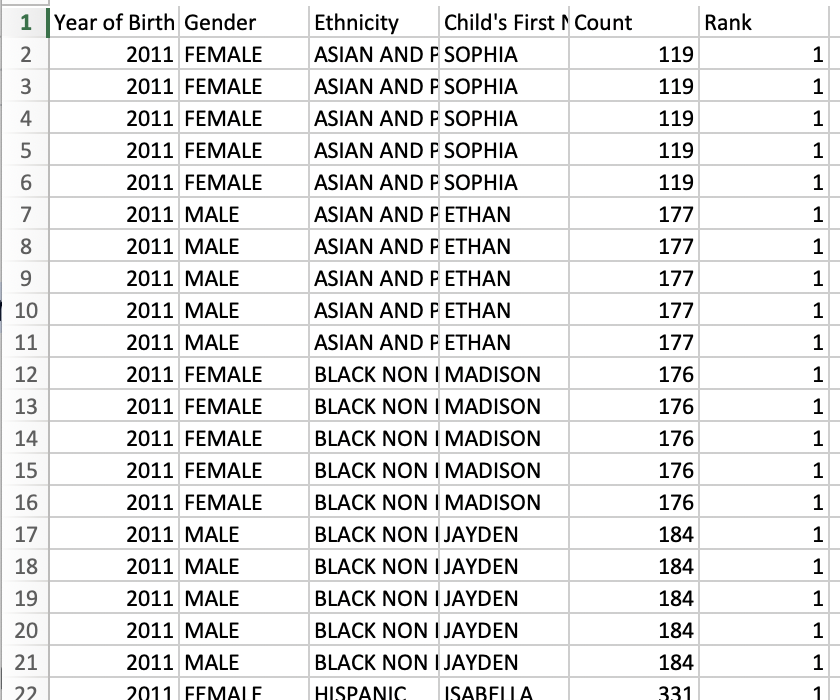 1 Year of Birth Gender Ethnicity Child's First Count Rank
2 2011 FEMALE ASIAN AND P SOPHIA 119 1
3 2011 FEMALE ASIAN AND P SOPHIA 119 1
4 2011 FEMALE ASIAN AND P SOPHIA 119 1
5 2011 FEMALE ASIAN AND P SOPHIA 119 1
6 2011 FEMALE ASIAN AND P SOPHIA 119 1
7 2011 MALE ASIAN AND P ETHAN 177 1
8 2011 MALE ASIAN AND P ETHAN 177 1
9 2011 MALE ASIAN AND P ETHAN 177 1
10 2011 MALE ASIAN AND P ETHAN 177 1
11 2011 MALE ASIAN AND P ETHAN 177 1
12 2011 FEMALE BLACK NON MADISON 176 1
13 2011 FEMALE BLACK NON MADISON 176 1
14 2011 FEMALE BLACK NON MADISON 176 1
15 2011 FEMALE BLACK NON MADISON 176 1
16 2011 FEMALE BLACK NON MADISON 176 1
17 2011 MALE BLACK NON JAYDEN 184 1
18 2011 MALE BLACK NON JAYDEN 184 1
19 2011 MALE BLACK NON JAYDEN 184 1
20 2011 MALE BLACK NON JAYDEN 184 1
21 2011 MALE BLACK NON JAYDEN 184 1
22 2011 FEMALE HISPANIC ISABELLA 331 1